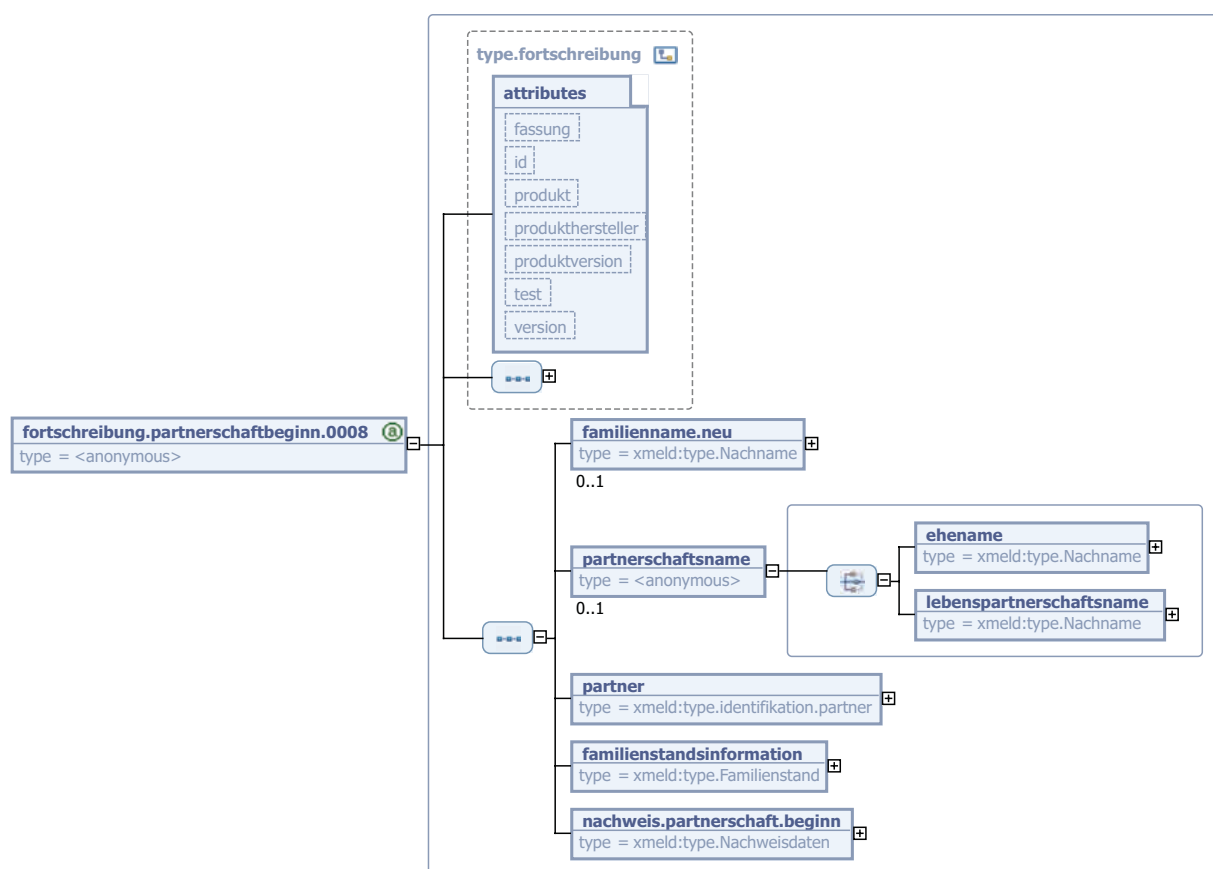 type.fortschreibung
attributes
fassung
id
produkt
produkthersteller
produktversion
test
version
fortschreibung.partnerschaftbeginn.0008 a
type = <anonymous>
familienname.neu
type = xmeld:type.Nachname
0..1
partnerschaftsname
type = <anonymous>
0..1
ehename
type = xmeld:type.Nachname
lebenspartnerschaftsname
type = xmeld:type.Nachname
partner
type = xmeld:type.identifikation.partner
familienstandsinformation
type = xmeld:type.Familienstand
nachweis.partnerschaft.beginn
type = xmeld:type.Nachweisdaten